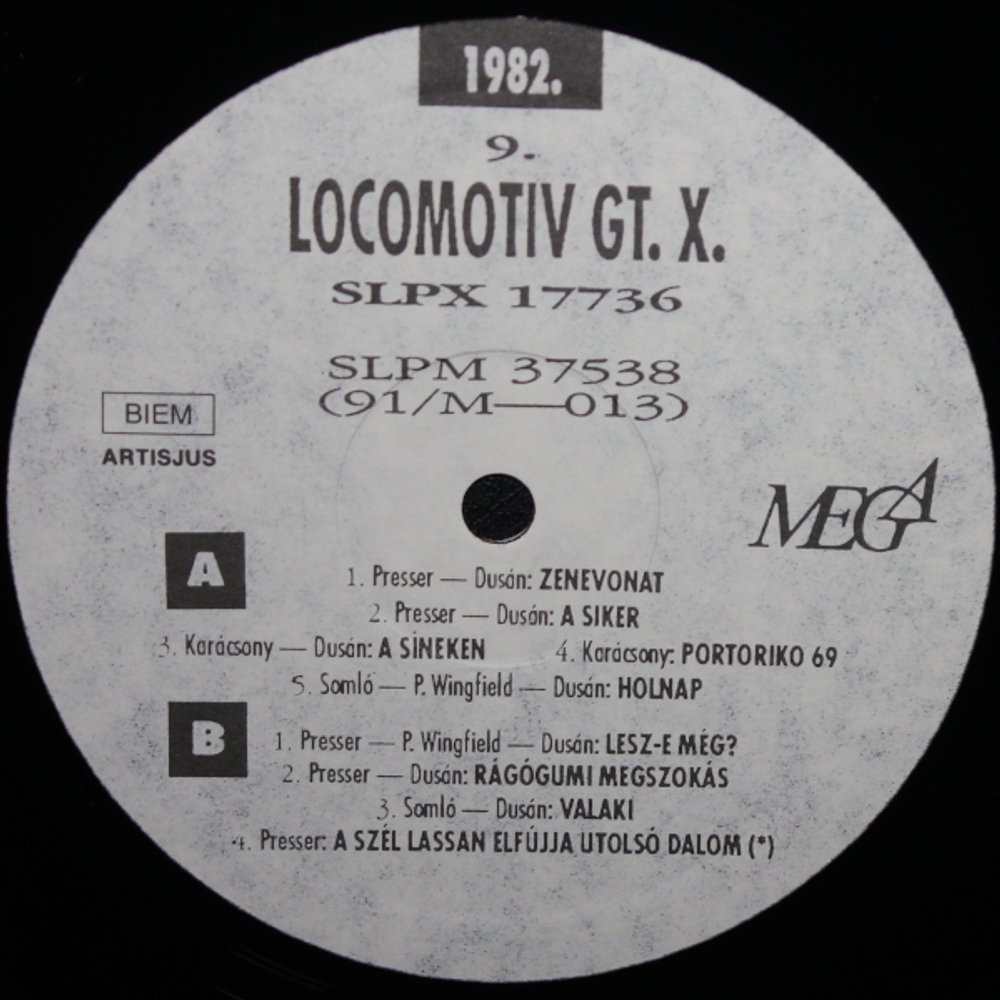 1982.
9.
LOCOMOTIV GT. X.
SLPX 17736
SLPM 37538
(91/M—013)
BIEM
ARTISJUS
MEGA
A
1. Presser — Dusán: ZENEVONAT
2. Presser — Dusán: A SIKER
3. Karácsony — Dusán: A SÍNEKEN 4. Karácsony: PORTORIKO 69
5. Somló — P. Wingfield — Dusán: HOLNAP
B
1. Presser — P. Wingfield — Dusán: LESZ-E MÉG?
2. Presser — Dusán: RÁGÓGUMI MEGSZOKÁS
3. Somló — Dusán: VALAKI
4. Presser: A SZÉL LASSAN ELFÚJJA UTOLSÓ DALOM (*)